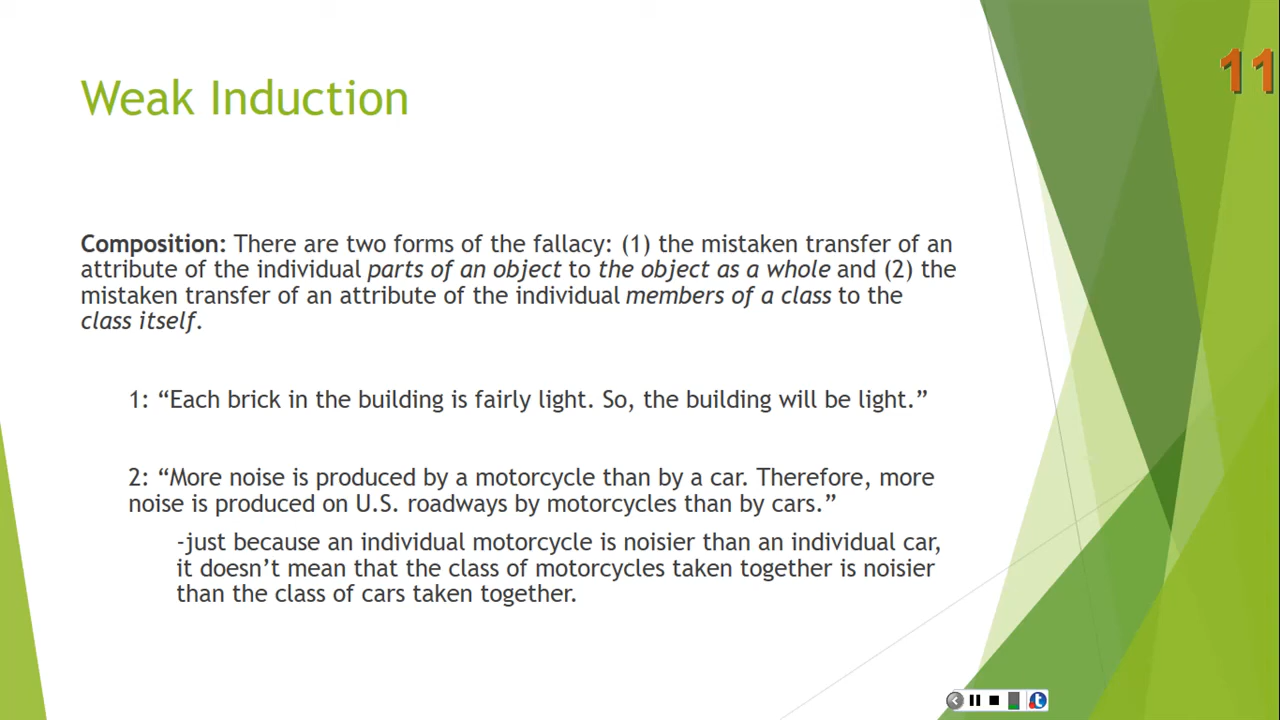 11
Weak Induction
Composition: There are two forms of the fallacy: (1) the mistaken transfer of an
attribute of the individual parts of an object to the object as a whole and (2) the
mistaken transfer of an attribute of the individual members of a class to the
class itself.
1: “Each brick in the building is fairly light. So, the building will be light.”
2: “More noise is produced by a motorcycle than by a car. Therefore, more
noise is produced on U.S. roadways by motorcycles than by cars.”
-just because an individual motorcycle is noisier than an individual car,
it doesn’t mean that the class of motorcycles taken together is noisier
than the class of cars taken together.
t